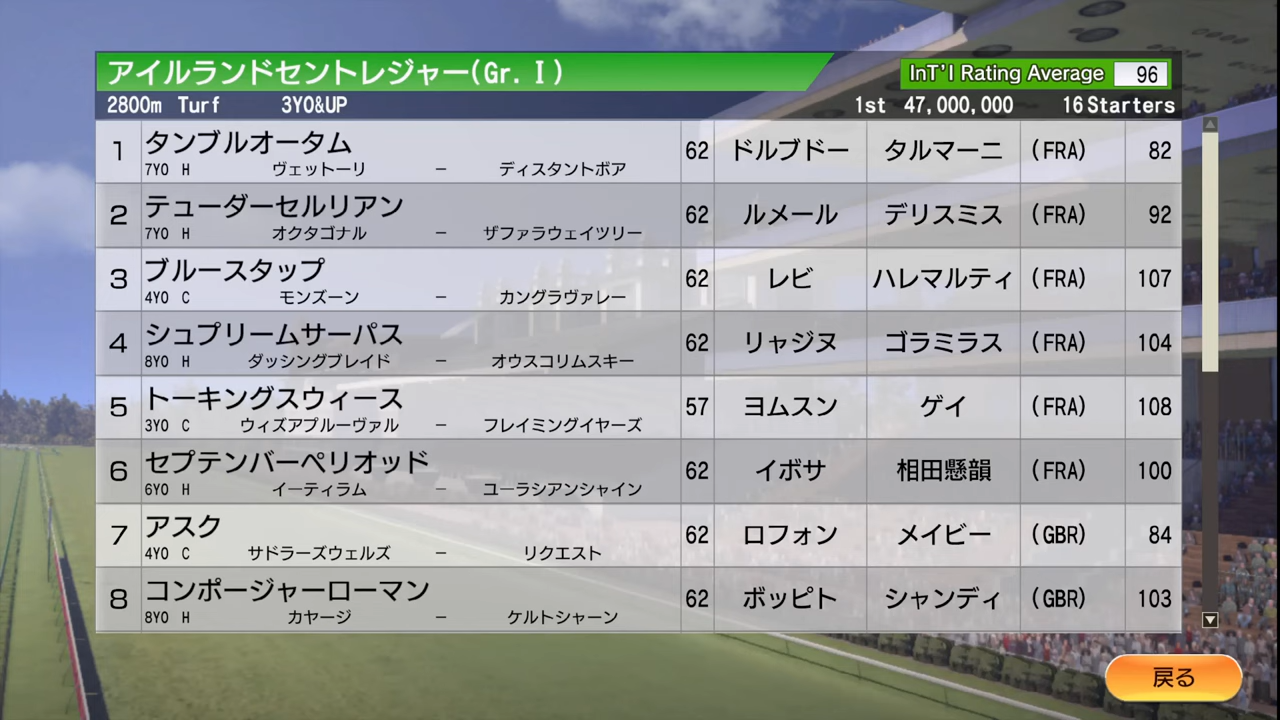 アイルランドセントレジャー(Gr.Ⅰ)
InT'l Rating Average 96
2800m Turf 3YO&UP 1st 47,000,000 16Starters
1 タンブルオータム 62 ドルブドー タルマーニ (FRA) 82
7YO H ヴェットーリ － ディスタントボア
2 テューダーセルリアン 62 ルメール デリスミス (FRA) 92
7YO H オクタゴナル － ザファラウェイツリー
3 ブルースタップ 62 レビ ハレマルティ (FRA) 107
4YO C モンズーン － カングラヴァレー
4 シュプリームサーパス 62 リャジヌ ゴラミラス (FRA) 104
8YO H ダッシングブレイド － オウスコリムスキー
5 トーキングスウィース 57 ヨムスン ゲイ (FRA) 108
3YO C ウィズアプルーヴァル － フレイミングイヤーズ
6 セプテンバーペリオッド 62 イボサ 相田懸韻 (FRA) 100
6YO H イーティラム － ユーラシアンシャイン
7 アスク 62 ロフォン メイビー (GBR) 84
4YO C サドラーズウェルズ － リクエスト
8 コンポージャーローマン 62 ボッピト シャンディ (GBR) 103
8YO H カヤージ － ケルトシャーン
戻る